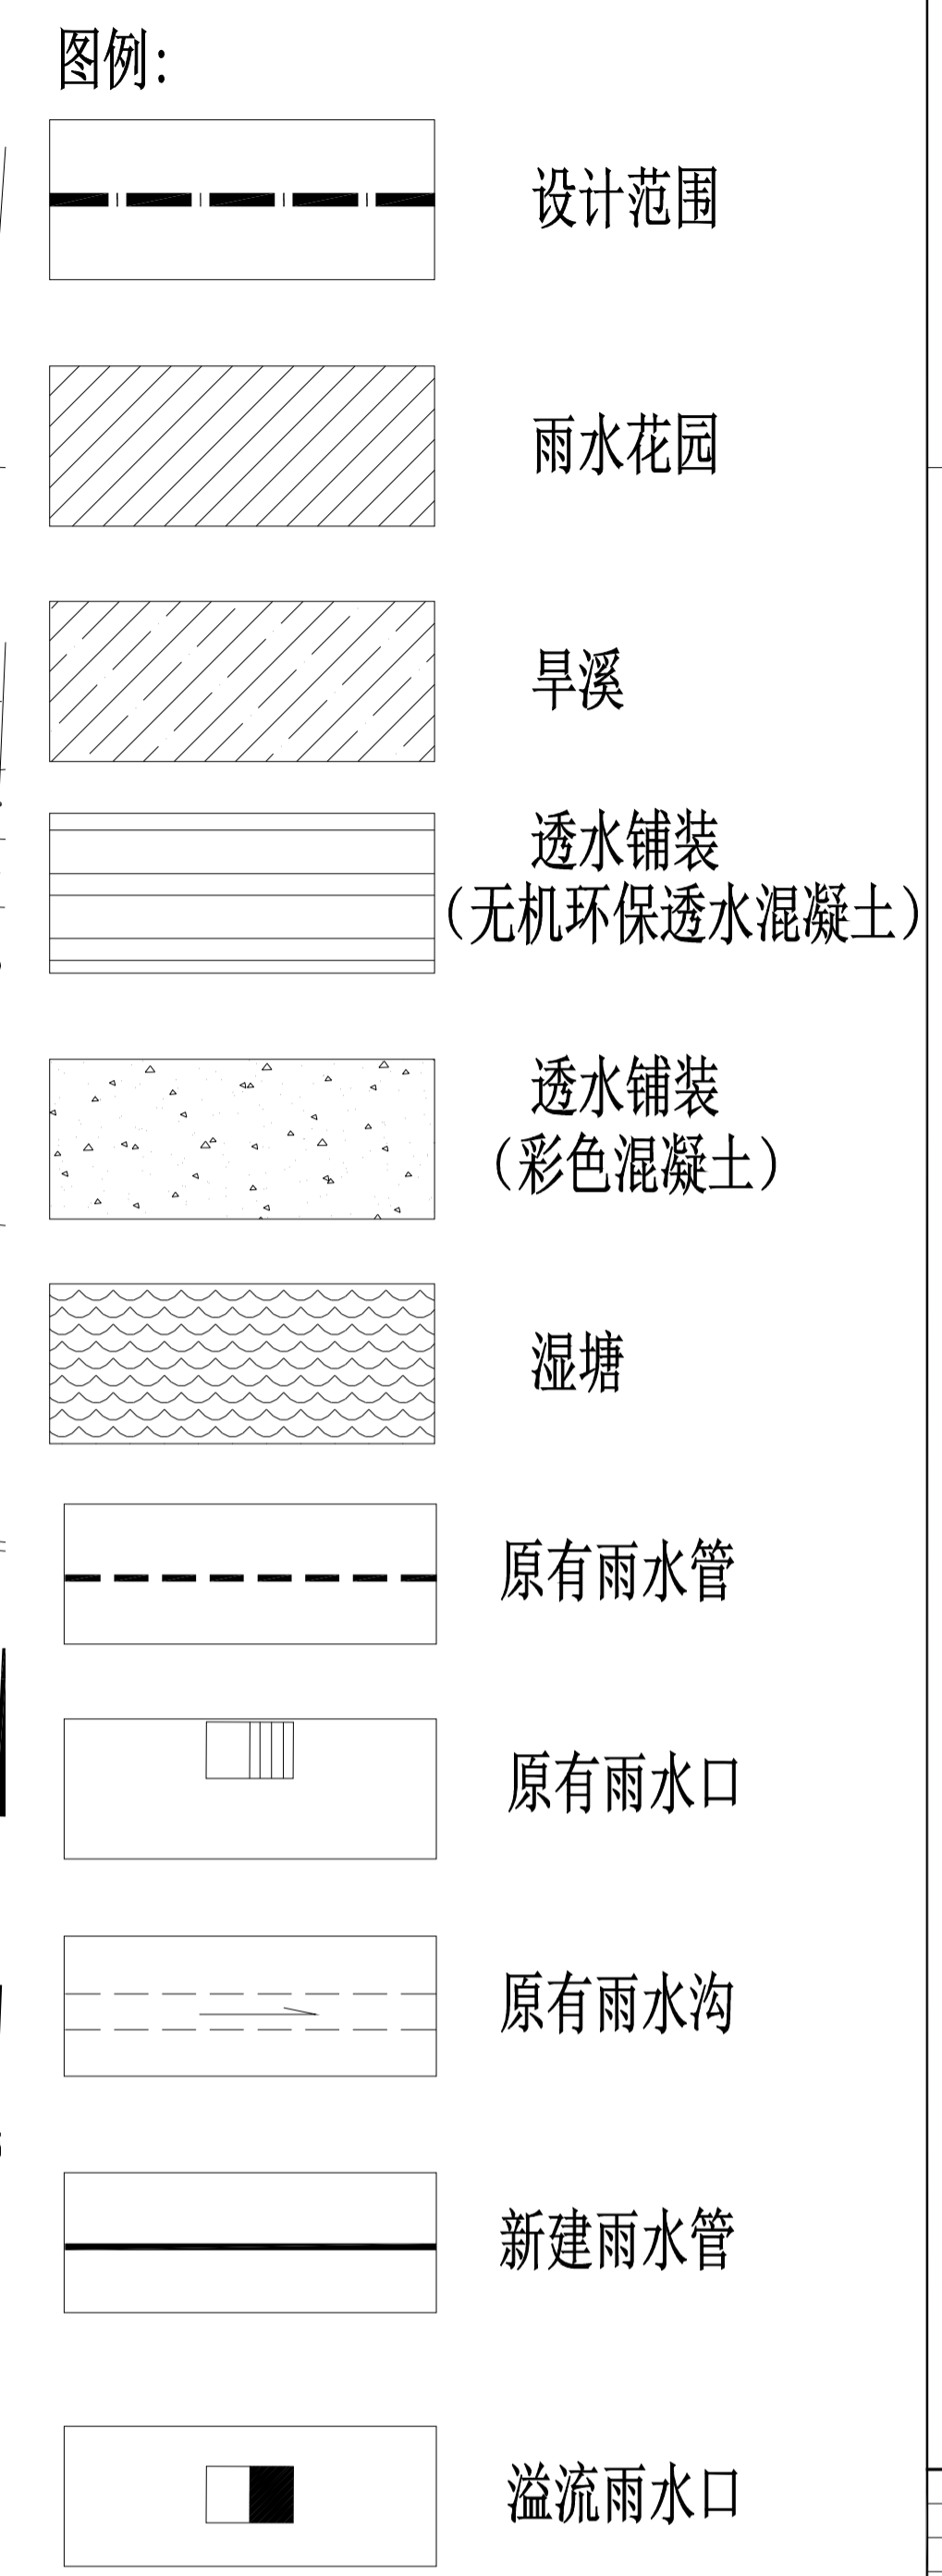 图例:
设计范围
雨水花园
旱溪
透水铺装
(无机环保透水混凝土)
透水铺装
(彩色混凝土)
湿塘
原有雨水管
原有雨水口
原有雨水沟
新建雨水管
溢流雨水口